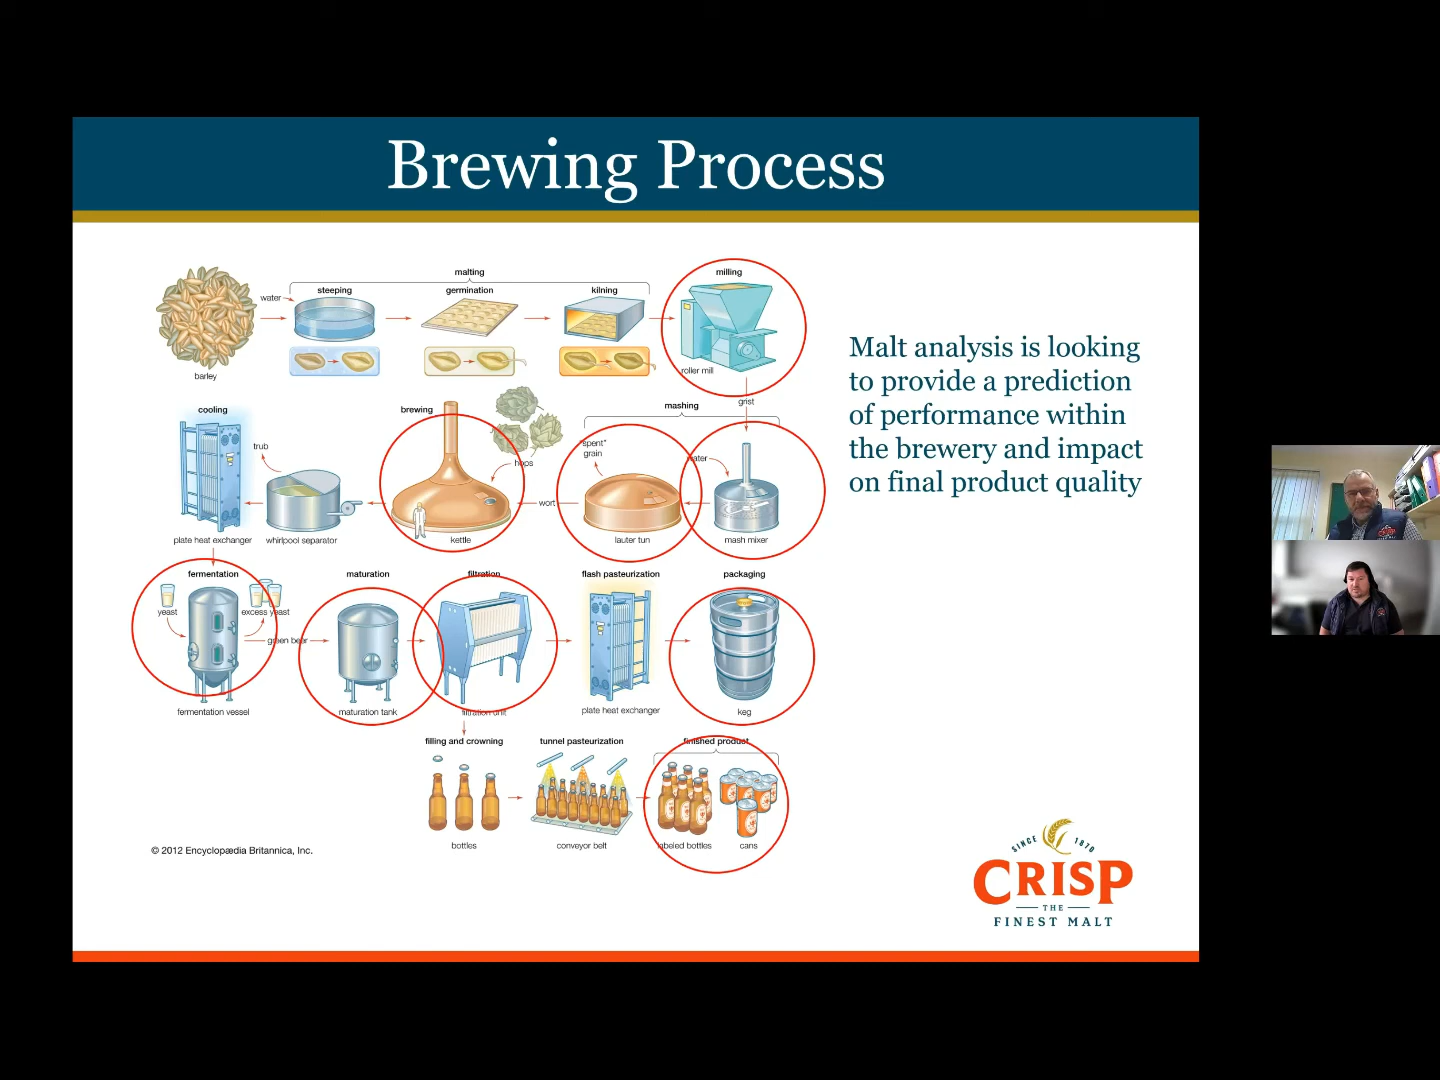 Brewing Process
malting
milling
steeping
germination
kilning
water
barley
roller mill
grist
cooling
brewing
mashing
trub
"spent"
grain
water
hops
wort
plate heat exchanger
whirlpool separator
kettle
lauter tun
mash mixer
fermentation
maturation
filtration
flash pasteurization
packaging
yeast
excess yeast
green beer
fermentation vessel
maturation tank
filtration unit
plate heat exchanger
keg
filling and crowning
tunnel pasteurization
finished product
bottles
conveyor belt
labeled bottles
cans
© 2012 Encyclopædia Britannica, Inc.
Malt analysis is looking
to provide a prediction
of performance within
the brewery and impact
on final product quality
SINCE 1870
CRISP
THE
FINEST MALT